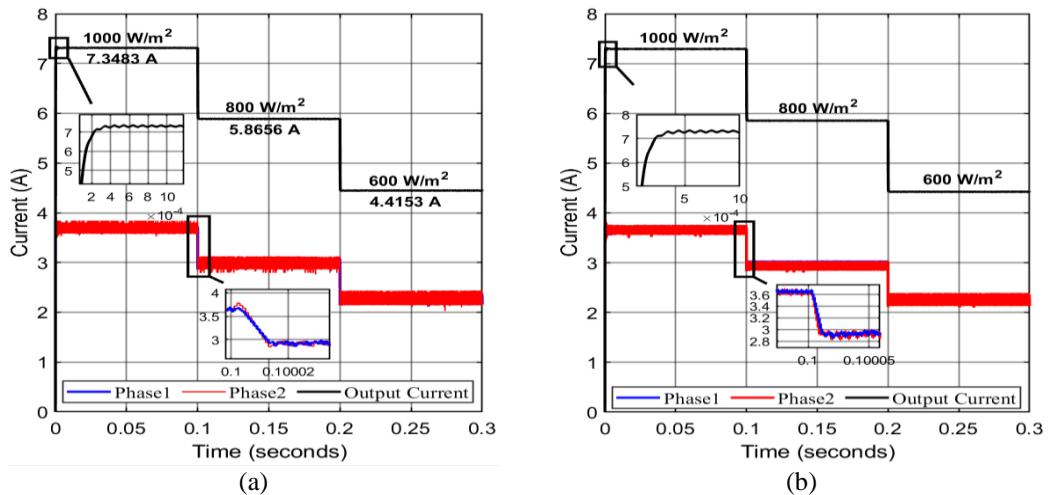 8
7
6
5
4
3
2
1
0
Current (A)
1000 W/m²
7.3483 A
800 W/m²
5.8656 A
600 W/m²
4.4153 A
7
6
5
2 4 6 8 10
×10⁻⁴
4
3.5
3
0.1 0.10002
Phase1 Phase2 Output Current
0 0.05 0.1 0.15 0.2 0.25 0.3
Time (seconds)
(a)
8
7
6
5
4
3
2
1
0
Current (A)
1000 W/m²
800 W/m²
600 W/m²
8
7
6
5
5 10
×10⁻⁴
3.6
3.4
3.2
3
2.8
0.1 0.10005
Phase1 Phase2 Output Current
0 0.05 0.1 0.15 0.2 0.25 0.3
Time (seconds)
(b)